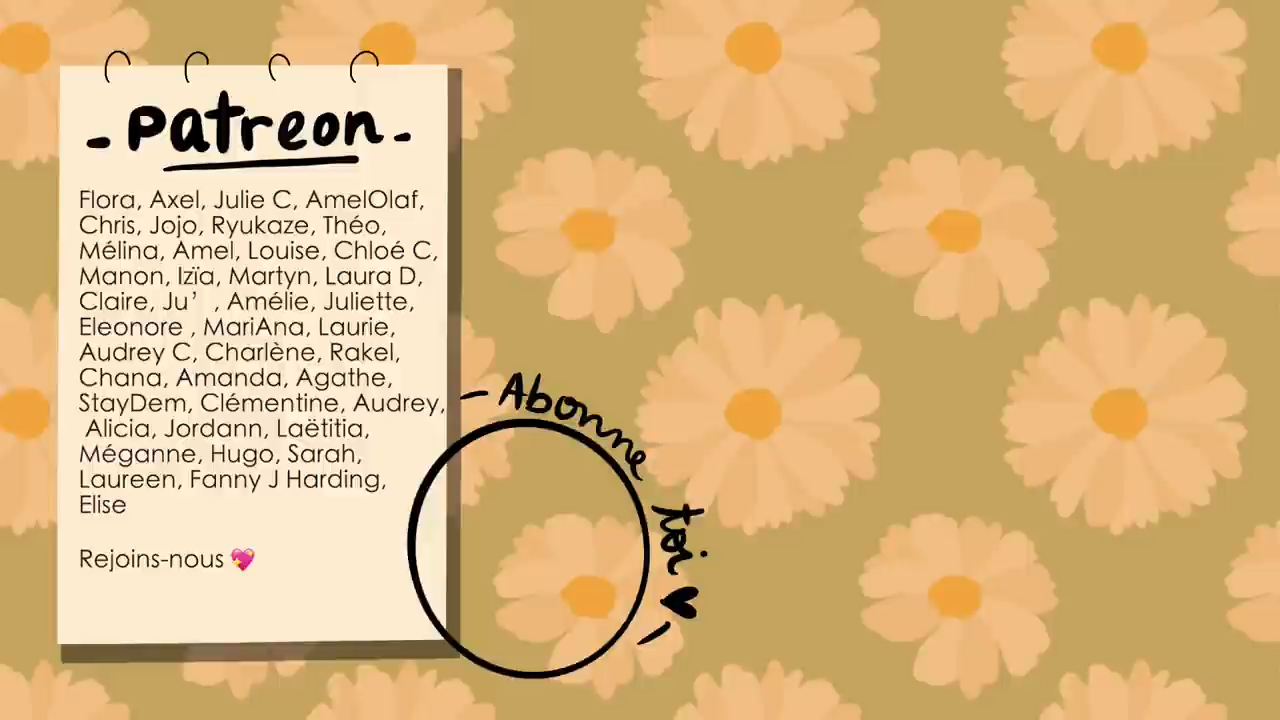 - Patreon -
Flora, Axel, Julie C, AmelOlaf,
Chris, Jojo, Ryukaze, Théo,
Mélina, Amel, Louise, Chloé C,
Manon, Izïa, Martyn, Laura D,
Claire, Ju’ , Amélie, Juliette,
Eleonore , MariAna, Laurie,
Audrey C, Charlène, Rakel,
Chana, Amanda, Agathe,
StayDem, Clémentine, Audrey,
Alicia, Jordann, Laëtitia,
Méganne, Hugo, Sarah,
Laureen, Fanny J Harding,
Elise
Rejoins-nous 💖
- Abonne toi ♥ -